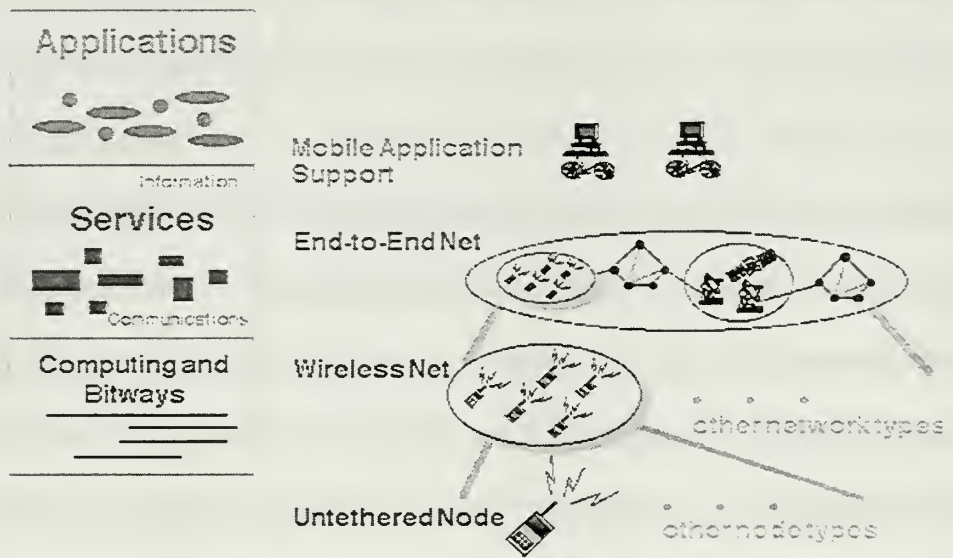 Applications
Information
Services
Communications
Computing and
Bitways
Mobile Application
Support
End-to-End Net
Wireless Net
other network types
Untethered Node
other node types